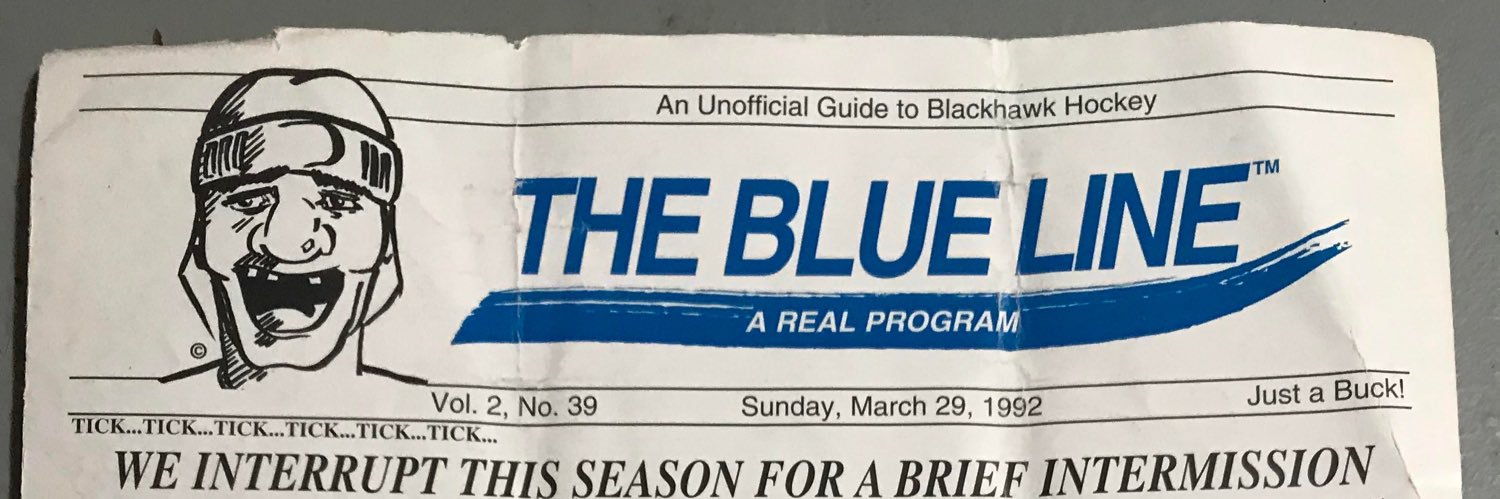 An Unofficial Guide to Blackhawk Hockey
THE BLUE LINE™
A REAL PROGRAM
©
Vol. 2, No. 39 Sunday, March 29, 1992 Just a Buck!
TICK...TICK...TICK...TICK...TICK...TICK...
WE INTERRUPT THIS SEASON FOR A BRIEF INTERMISSION